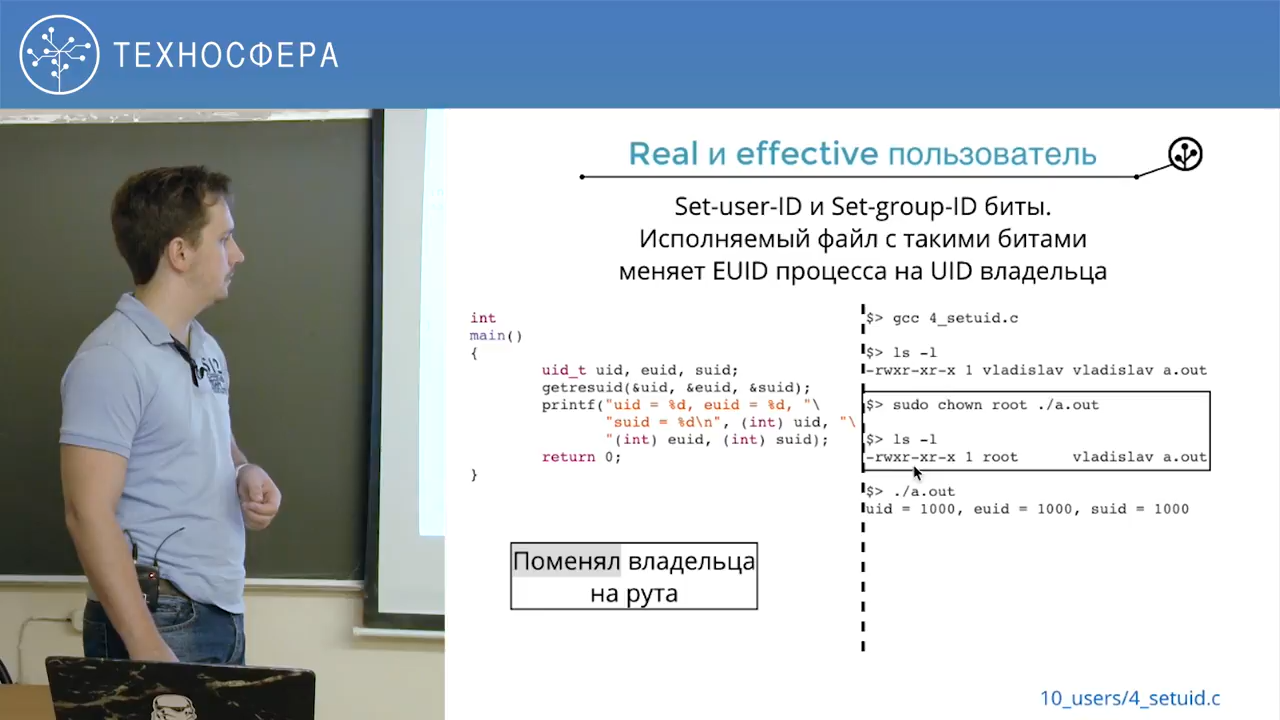 ТЕХНОСФЕРА
Real и effective пользователь
Set-user-ID и Set-group-ID биты.
Исполняемый файл с такими битами
меняет EUID процесса на UID владельца
int
main()
{
uid_t uid, euid, suid;
getresuid(&uid, &euid, &suid);
printf("uid = %d, euid = %d, "\
"suid = %d\n", (int) uid, "\
"(int) euid, (int) suid);
return 0;
}
$> gcc 4_setuid.c
$> ls -l
-rwxr-xr-x 1 vladislav vladislav a.out
$> sudo chown root ./a.out
$> ls -l
-rwxr-xr-x 1 root vladislav a.out
$> ./a.out
uid = 1000, euid = 1000, suid = 1000
Поменял владельца
на рута
10_users/4_setuid.c